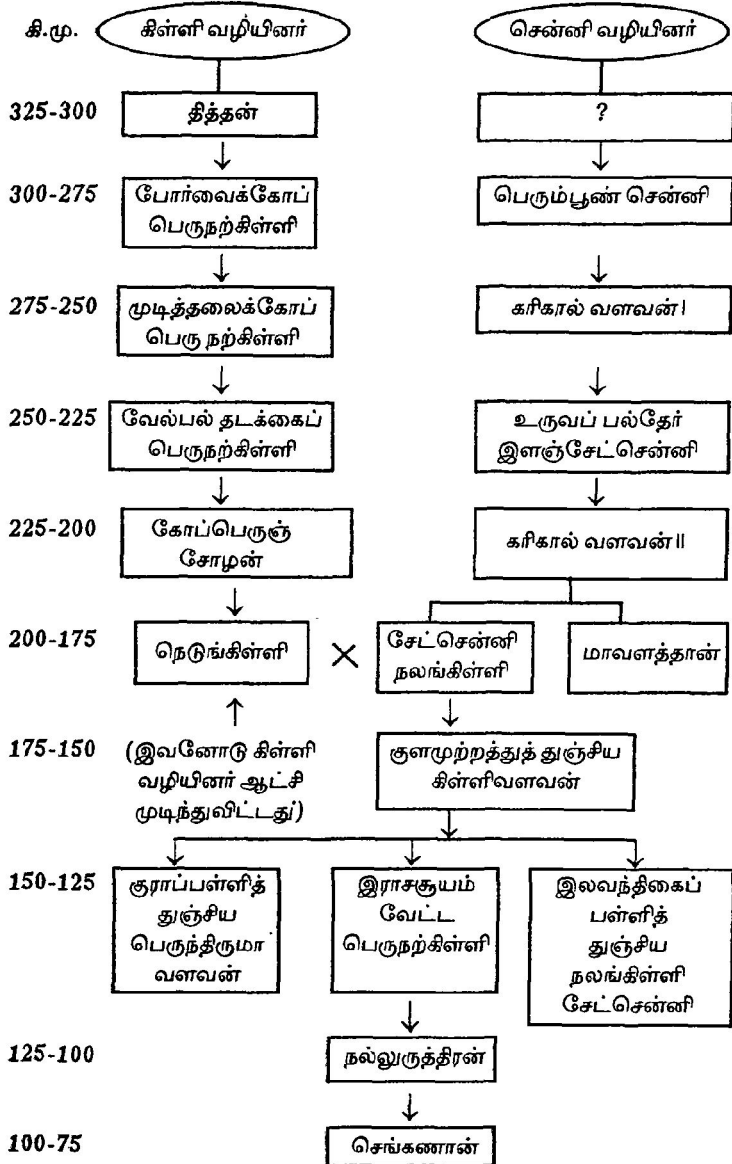 கி.மு.
கிள்ளி வழியினர்
சென்னி வழியினர்
325-300
தித்தன்
?
300-275
போர்வைக்கோப்
பெருநற்கிள்ளி
பெரும்பூண் சென்னி
275-250
முடித்தலைக்கோப்
பெரு நற்கிள்ளி
கரிகால் வளவன் I
250-225
வேல்பல் தடக்கைப்
பெருநற்கிள்ளி
உருவப் பல்தேர்
இளஞ்சேட்சென்னி
225-200
கோப்பெருஞ்
சோழன்
கரிகால் வளவன் II
200-175
நெடுங்கிள்ளி
×
சேட்சென்னி
நலங்கிள்ளி
மாவளத்தான்
175-150
(இவனோடு கிள்ளி
வழியினர் ஆட்சி
முடிந்துவிட்டது)
குளமுற்றத்துத் துஞ்சிய
கிள்ளிவளவன்
150-125
குராப்பள்ளித்
துஞ்சிய
பெருந்திருமா
வளவன்
இராசசூயம்
வேட்ட
பெருநற்கிள்ளி
இலவந்திகைப்
பள்ளித்
துஞ்சிய
நலங்கிள்ளி
சேட்சென்னி
125-100
நல்லுருத்திரன்
100-75
செங்கணான்